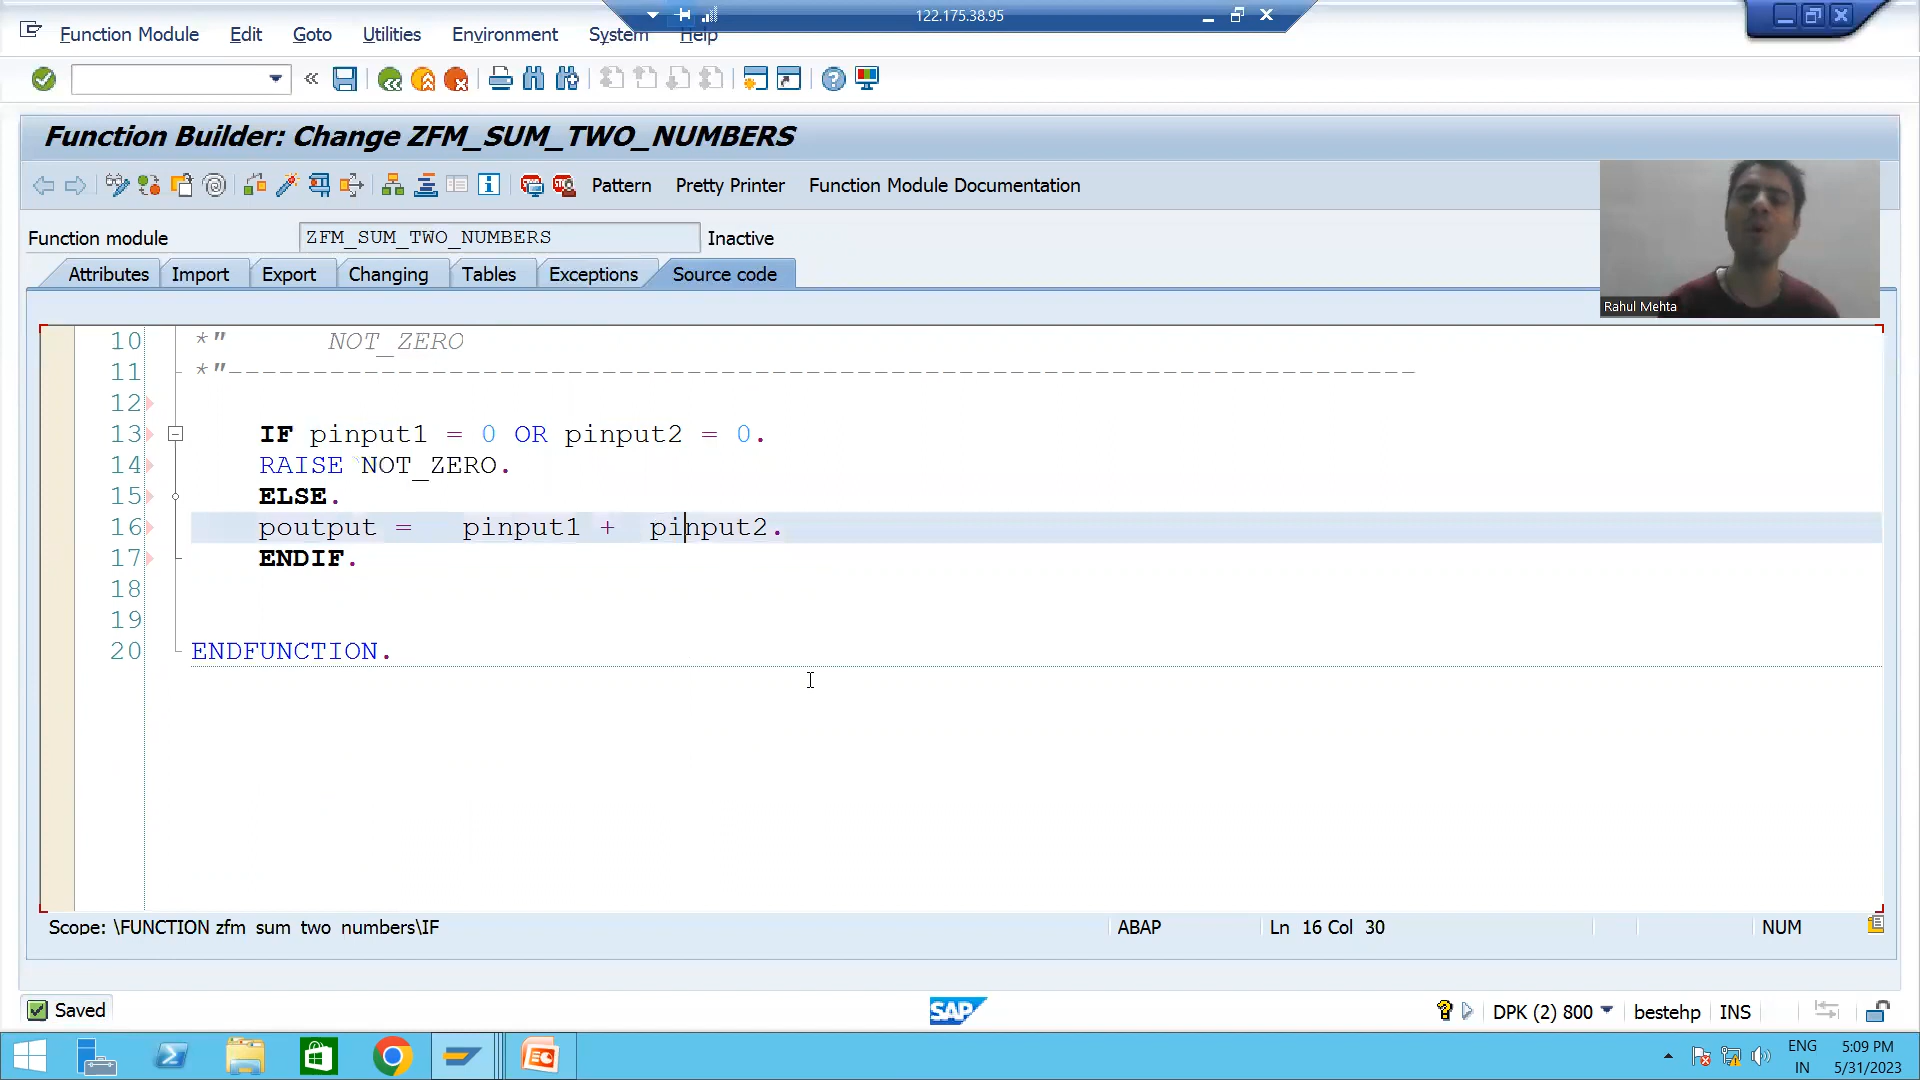 122.175.38.95
Function Module Edit Goto Utilities Environment System Help
Function Builder: Change ZFM_SUM_TWO_NUMBERS
Pattern Pretty Printer Function Module Documentation
Function module ZFM_SUM_TWO_NUMBERS Inactive
Attributes Import Export Changing Tables Exceptions Source code
Rahul Mehta
10 *" NOT_ZERO
11 *"----------------------------------------------------------------------
12
13 IF pinput1 = 0 OR pinput2 = 0.
14 RAISE `NOT_ZERO.
15 ELSE.
16 poutput = pinput1 + pinput2.
17 ENDIF.
18
19
20 ENDFUNCTION.
Scope: \FUNCTION zfm sum two numbers\IF ABAP Ln 16 Col 30 NUM
Saved SAP DPK (2) 800 bestehp INS
ENG 5:09 PM
IN 5/31/2023